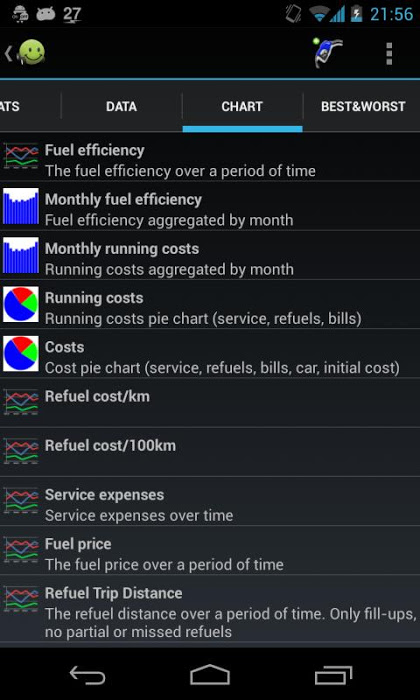 27
21:56
ATS
DATA
CHART
BEST&WORST
Fuel efficiency
The fuel efficiency over a period of time
Monthly fuel efficiency
Fuel efficiency aggregated by month
Monthly running costs
Running costs aggregated by month
Running costs
Running costs pie chart (service, refuels, bills)
Costs
Cost pie chart (service, refuels, bills, car, initial cost)
Refuel cost/km
Refuel cost/100km
Service expenses
Service expenses over time
Fuel price
The fuel price over a period of time
Refuel Trip Distance
The refuel distance over a period of time. Only fill-ups,
no partial or missed refuels